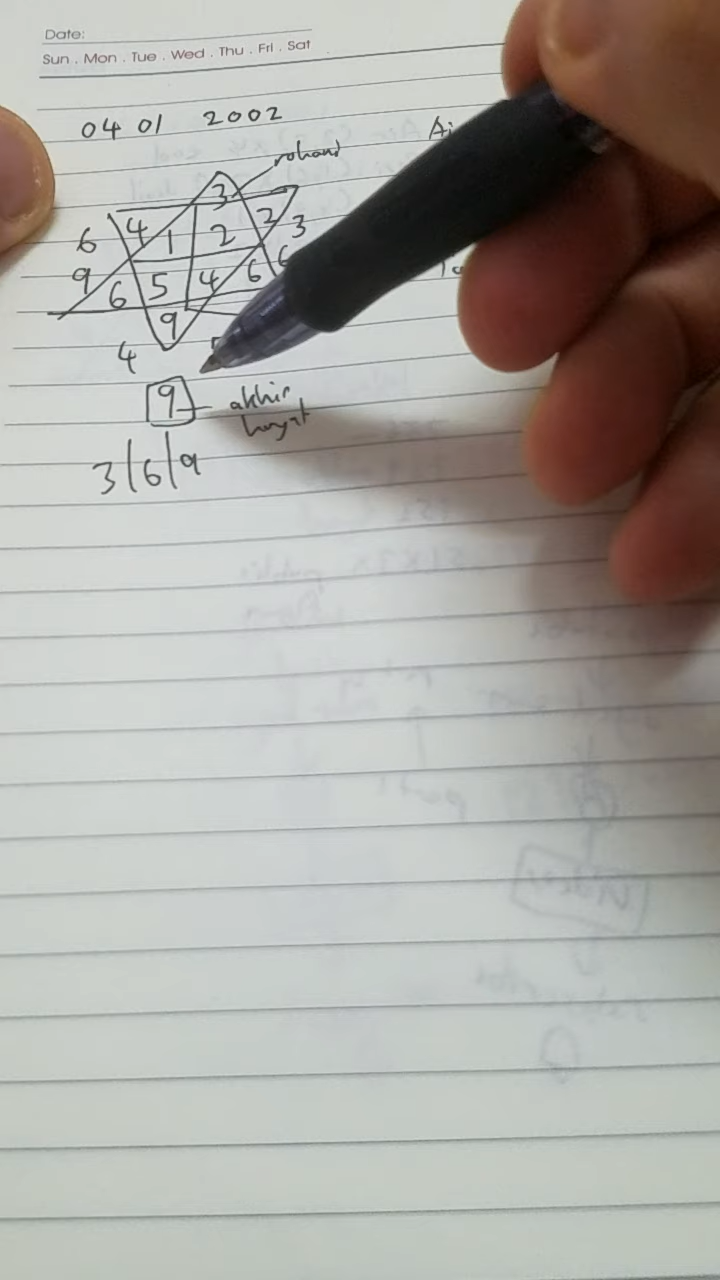 Date:
Sun . Mon . Tue . Wed . Thu . Fri . Sat
04 01 2002
rohani
3
6 4 1 2 2 3
9 6 5 4 6
9
4
9 akhir
hayat
3/6/9